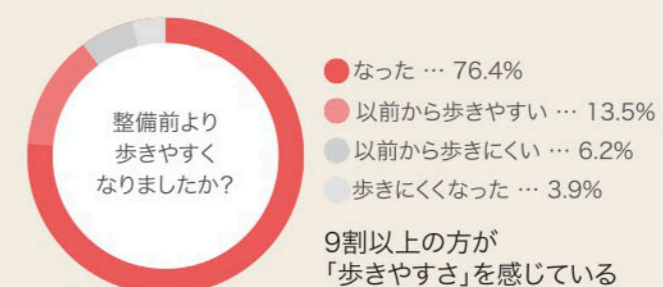 整備前より
歩きやすく
なりましたか?
なった … 76.4%
以前から歩きやすい … 13.5%
以前から歩きにくい … 6.2%
歩きにくくなった … 3.9%
9割以上の方が
「歩きやすさ」を感じている